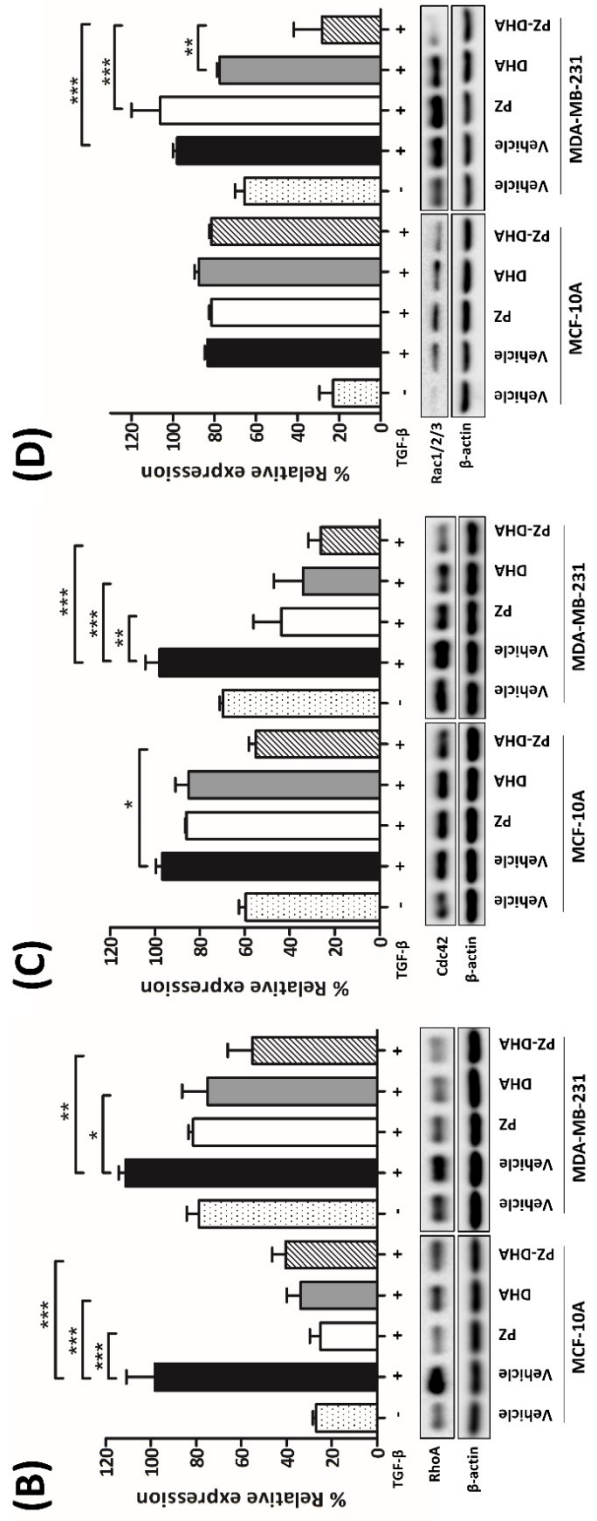 (B)
***
***
***
**
*
% Relative expression
120
100
80
60
40
20
0
TGF-β - + + + + - + + + +
RhoA
β-actin
Vehicle Vehicle PZ DHA PZ-DHA Vehicle Vehicle PZ DHA PZ-DHA
MCF-10A MDA-MB-231
(C)
*
***
***
**
% Relative expression
120
100
80
60
40
20
0
TGF-β - + + + + - + + + +
Cdc42
β-actin
Vehicle Vehicle PZ DHA PZ-DHA Vehicle Vehicle PZ DHA PZ-DHA
MCF-10A MDA-MB-231
(D)
***
***
**
% Relative expression
120
100
80
60
40
20
0
TGF-β - + + + + - + + + +
Rac1/2/3
β-actin
Vehicle Vehicle PZ DHA PZ-DHA Vehicle Vehicle PZ DHA PZ-DHA
MCF-10A MDA-MB-231